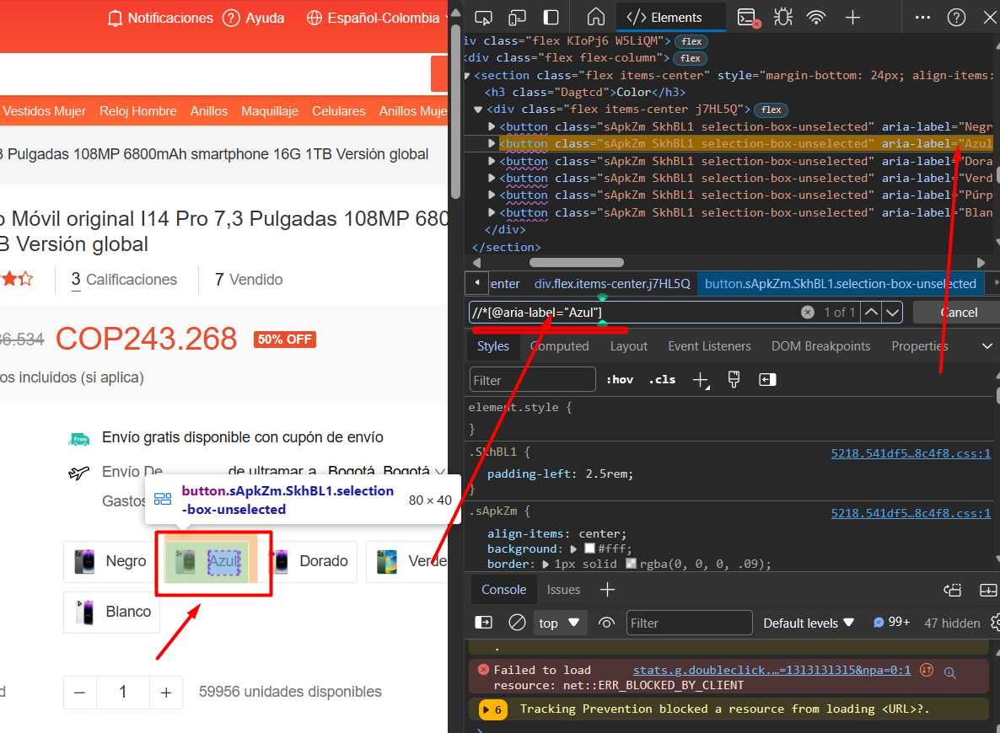 Notificaciones Ayuda Español-Colombia
Vestidos Mujer Reloj Hombre Anillos Maquillaje Celulares Anillos Muje
3 Pulgadas 108MP 6800mAh smartphone 16G 1TB Versión global
o Móvil original I14 Pro 7,3 Pulgadas 108MP 680
B Versión global
3 Calificaciones 7 Vendido
36.534 COP243.268 50% OFF
os incluidos (si aplica)
Free Envío gratis disponible con cupón de envío
Envío De de ultramar a Bogotá, Bogotá
Gastos
button.sApkZm.SkhBL1.selection
-box-unselected
80 × 40
Negro Azul Dorado Verde
Blanco
d − 1 + 59956 unidades disponibles
Elements
iv class="flex KIoPj6 W5LiQM"> flex
<div class="flex flex-column"> flex
<section class="flex items-center" style="margin-bottom: 24px; align-items:
<h3 class="Dagtcd">Color</h3>
<div class="flex items-center j7HL5Q"> flex
<button class="sApkZm SkhBL1 selection-box-unselected" aria-label="Negr
<button class="sApkZm SkhBL1 selection-box-unselected" aria-label="Azul
<button class="sApkZm SkhBL1 selection-box-unselected" aria-label="Dora
<button class="sApkZm SkhBL1 selection-box-unselected" aria-label="Verd
<button class="sApkZm SkhBL1 selection-box-unselected" aria-label="Púrp
<button class="sApkZm SkhBL1 selection-box-unselected" aria-label="Blan
</div>
</section>
enter div.flex.items-center.j7HL5Q button.sApkZm.SkhBL1.selection-box-unselected
//*[@aria-label="Azul"] 1 of 1 Cancel
Styles Computed Layout Event Listeners DOM Breakpoints Properties
Filter :hov .cls
element.style {
}
.SkhBL1 { 5218.541df5…8c4f8.css:1
padding-left: 2.5rem;
}
.sApkZm { 5218.541df5…8c4f8.css:1
align-items: center;
background: #fff;
border: 1px solid rgba(0, 0, 0, .09);
Console Issues
top Filter Default levels 99+ 47 hidden
.
Failed to load stats.g.doubleclick.…=13l3l3l3l5&npa=0:1
resource: net::ERR_BLOCKED_BY_CLIENT
6 Tracking Prevention blocked a resource from loading <URL>?.